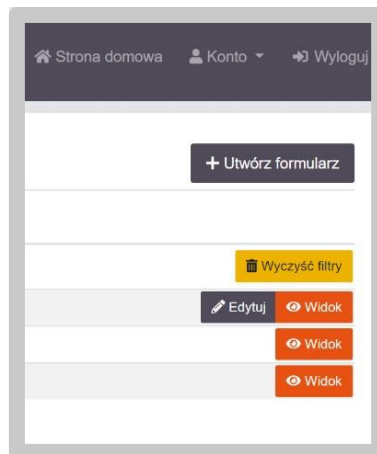 Strona domowa Konto Wyloguj
+ Utwórz formularz
Wyczyść filtry
Edytuj Widok
Widok
Widok